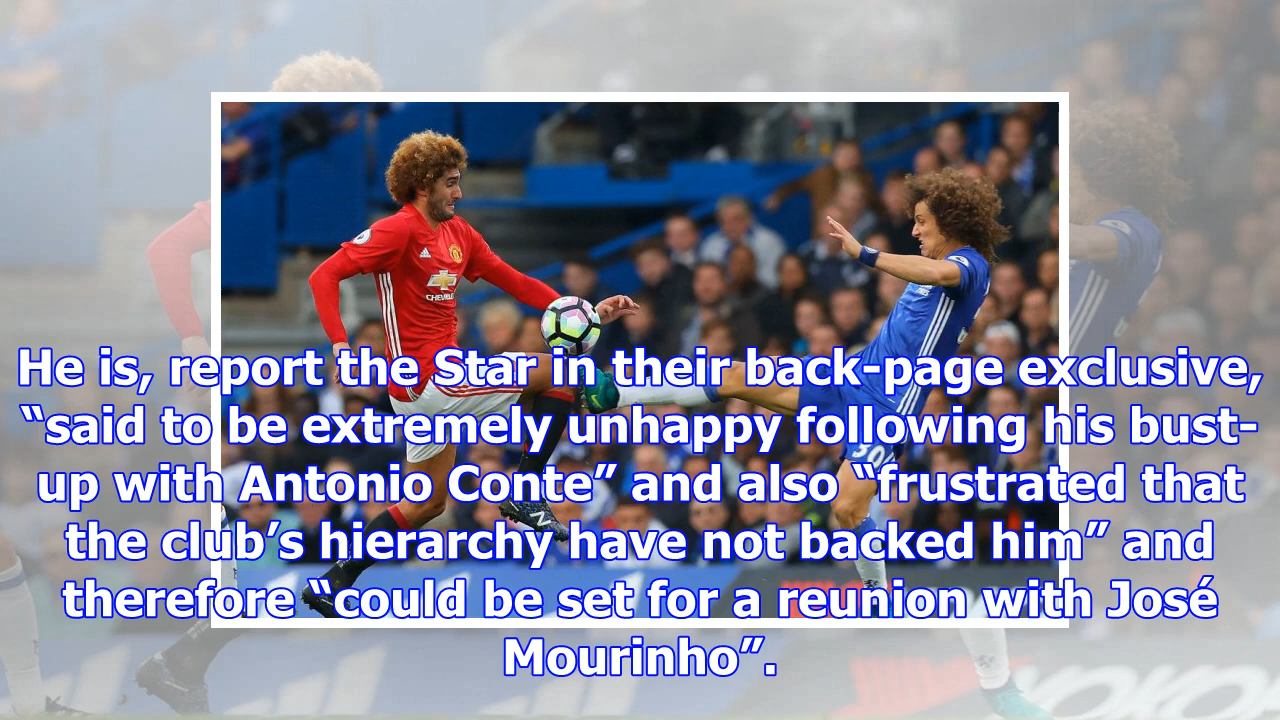 CHEVROLET
30
He is, report the Star in their back-page exclusive,
“said to be extremely unhappy following his bust-
up with Antonio Conte” and also “frustrated that
the club’s hierarchy have not backed him” and
therefore “could be set for a reunion with José
Mourinho”.